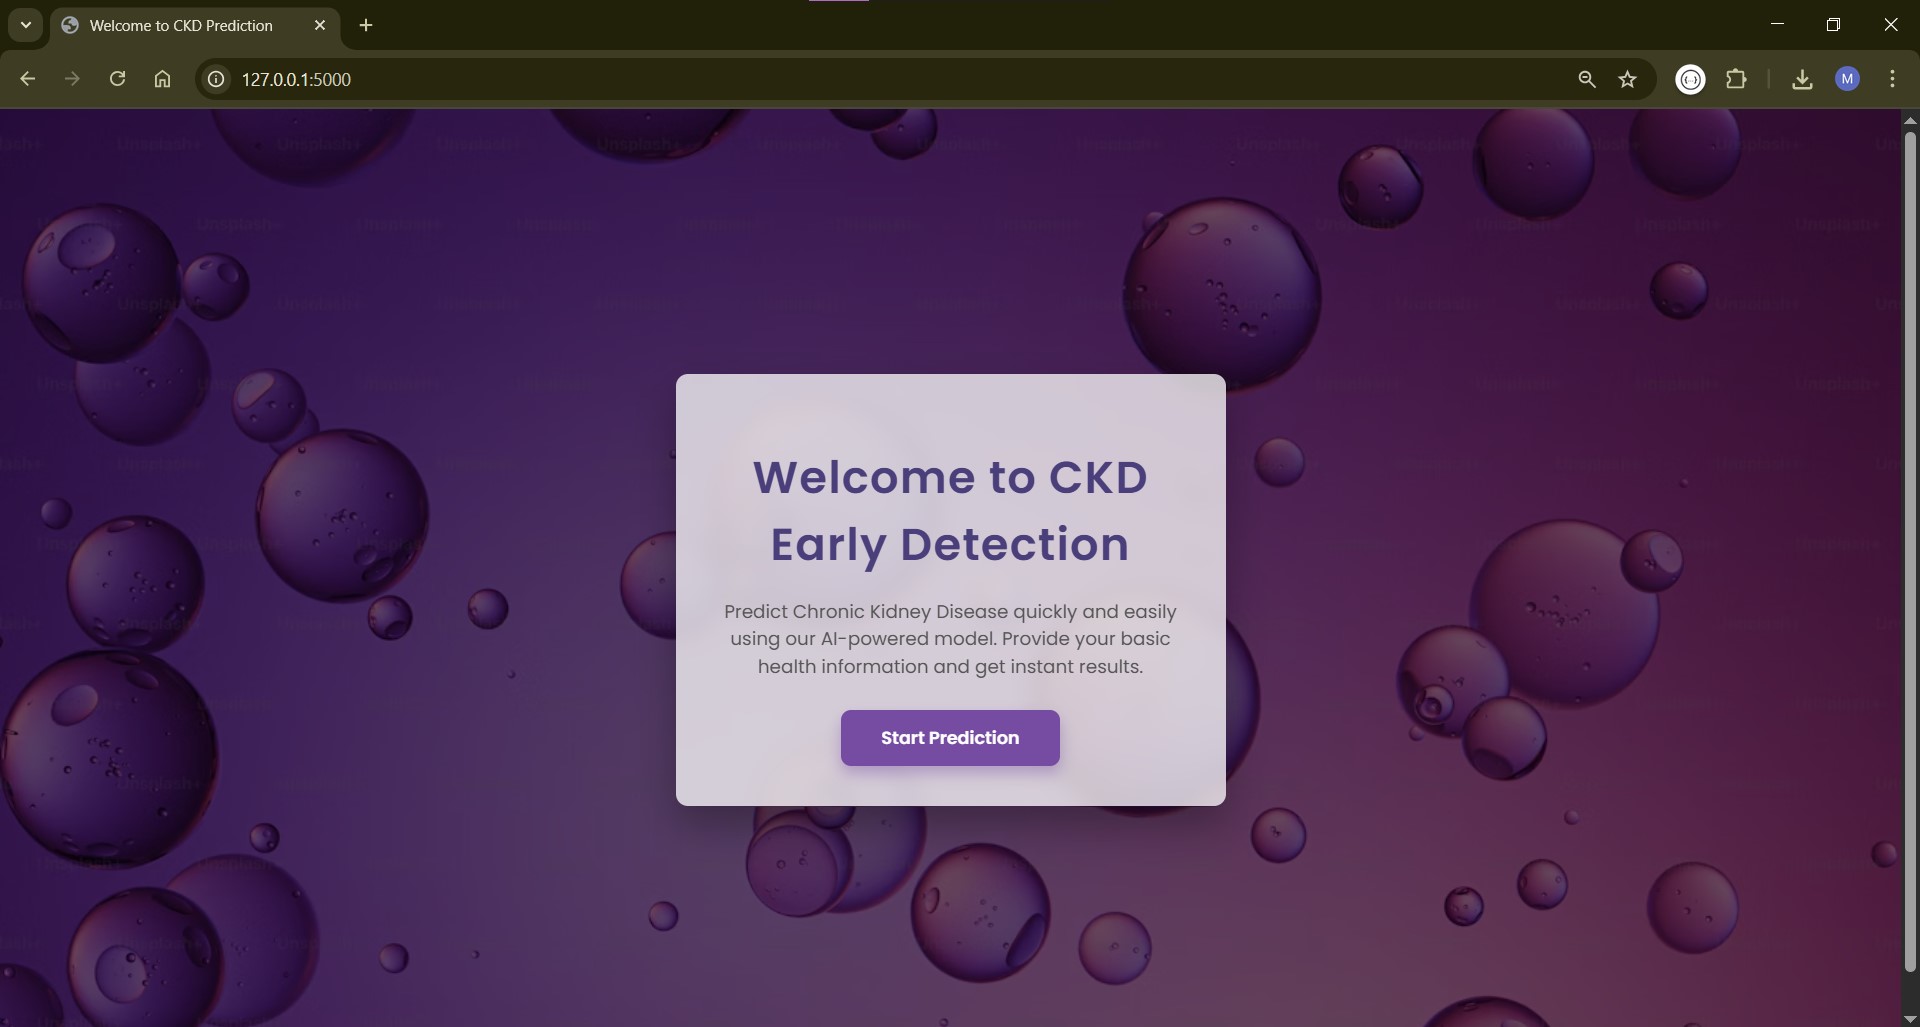 Welcome to CKD Prediction
127.0.0.1:5000
M
Welcome to CKD
Early Detection
Predict Chronic Kidney Disease quickly and easily
using our AI-powered model. Provide your basic
health information and get instant results.
Start Prediction
Unsplash+